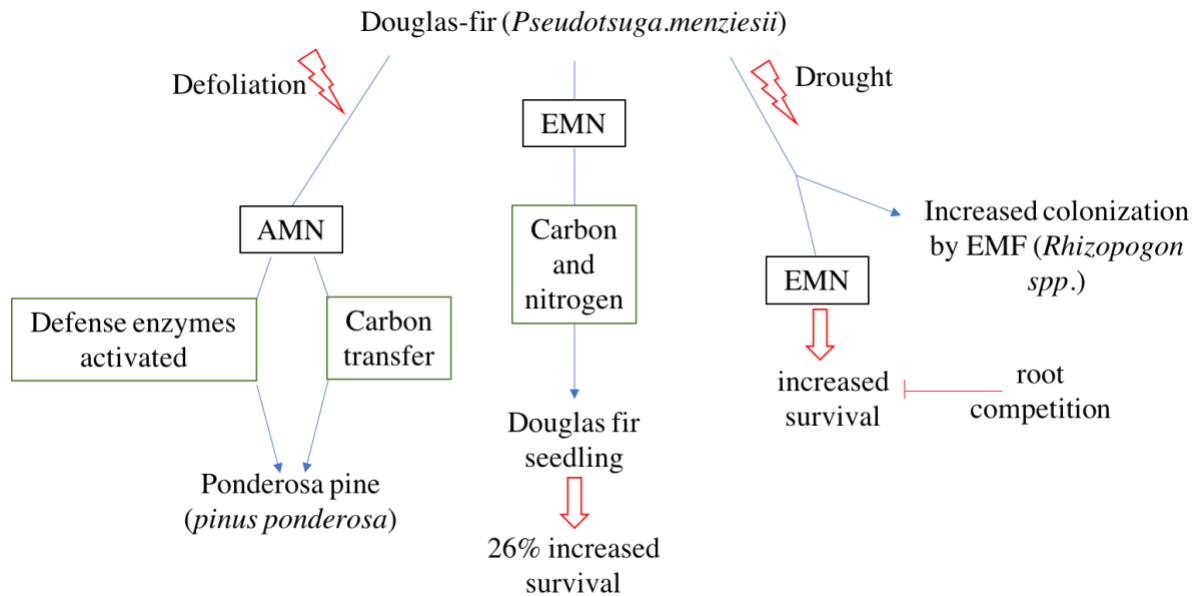 Douglas-fir (Pseudotsuga.menziesii)
Defoliation
Drought
EMN
AMN
Carbon
and
nitrogen
Increased colonization
by EMF (Rhizopogon
spp.)
EMN
Defense enzymes
activated
Carbon
transfer
increased
survival
root
competition
Douglas fir
seedling
Ponderosa pine
(pinus ponderosa)
26% increased
survival